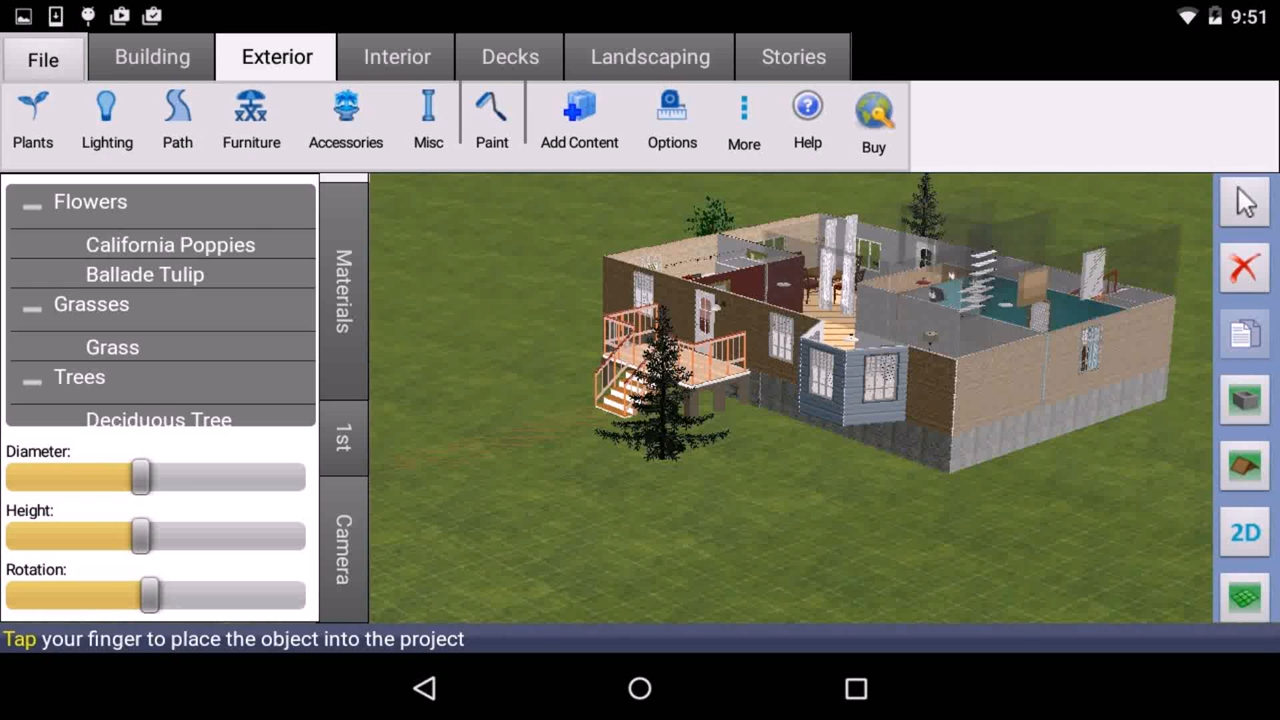 9:51
File Building Exterior Interior Decks Landscaping Stories
Plants Lighting Path Furniture Accessories Misc Paint Add Content Options More Help Buy
Flowers
California Poppies
Ballade Tulip
Grasses
Grass
Trees
Deciduous Tree
Diameter:
Height:
Rotation:
Materials
1st
Camera
2D
Tap your finger to place the object into the project